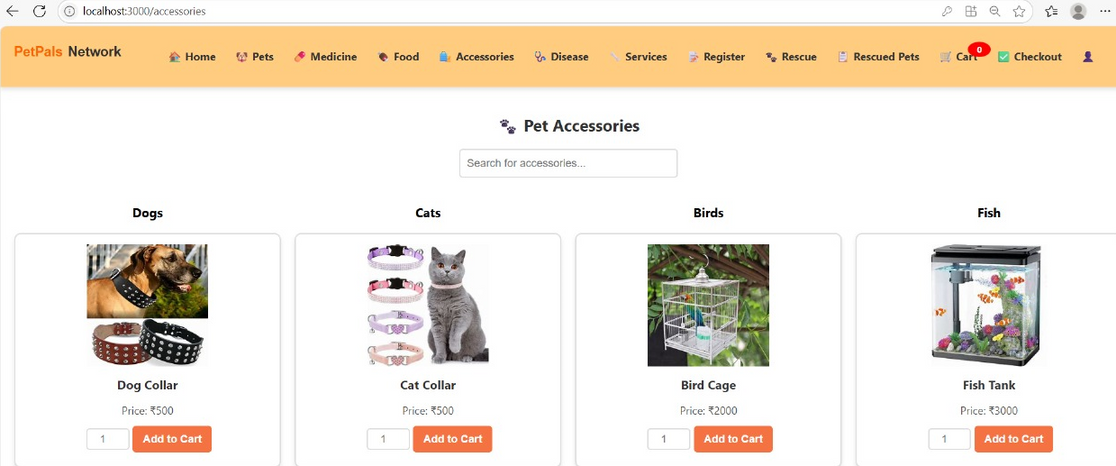 localhost:3000/accessories
PetPals Network
Home Pets Medicine Food Accessories Disease Services Register Rescue Rescued Pets Cart 0 Checkout
Pet Accessories
Search for accessories...
Dogs Cats Birds Fish
Dog Collar Cat Collar Bird Cage Fish Tank
Price: ₹500 Price: ₹500 Price: ₹2000 Price: ₹3000
1 Add to Cart 1 Add to Cart 1 Add to Cart 1 Add to Cart